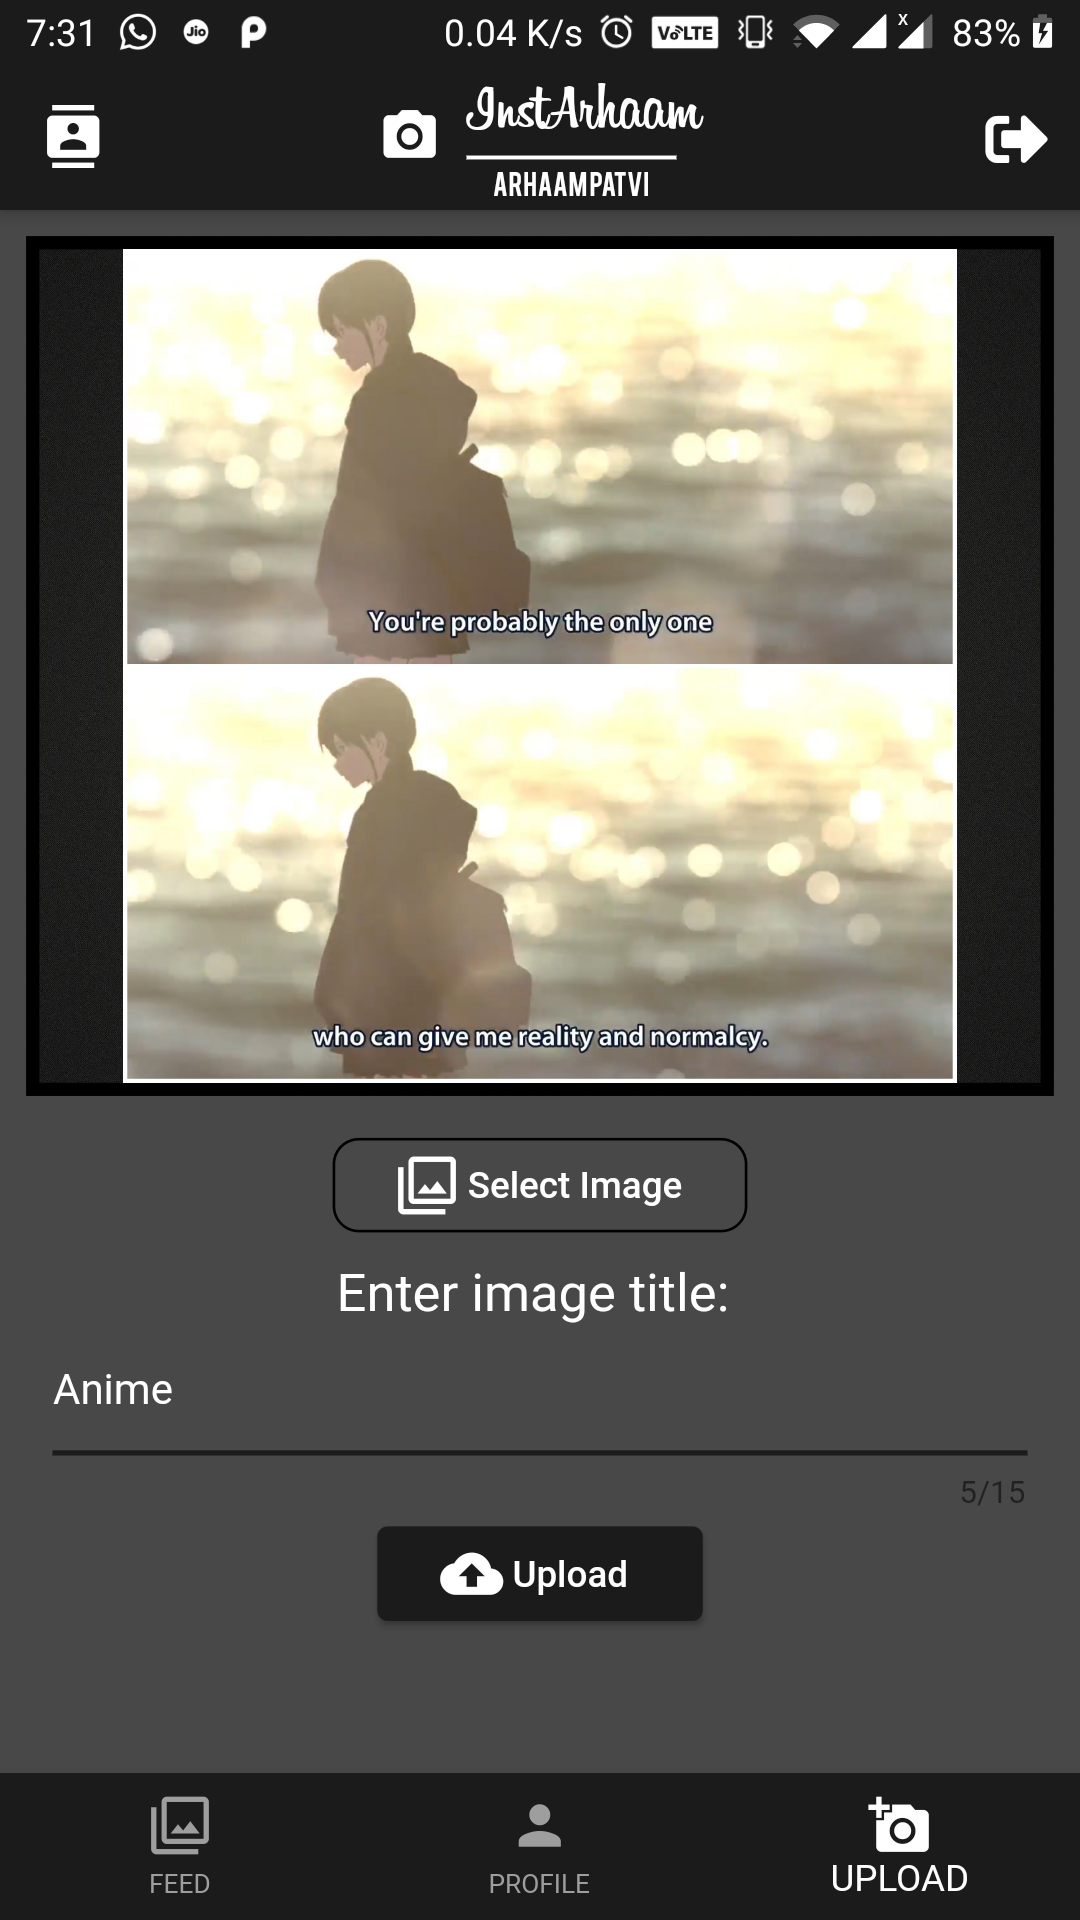 7:31 Jio 0.04 K/s VoLTE x 83%
InstArhaam
ARHAAMPATVI
You're probably the only one
who can give me reality and normalcy.
Select Image
Enter image title:
Anime
5/15
Upload
FEED PROFILE UPLOAD